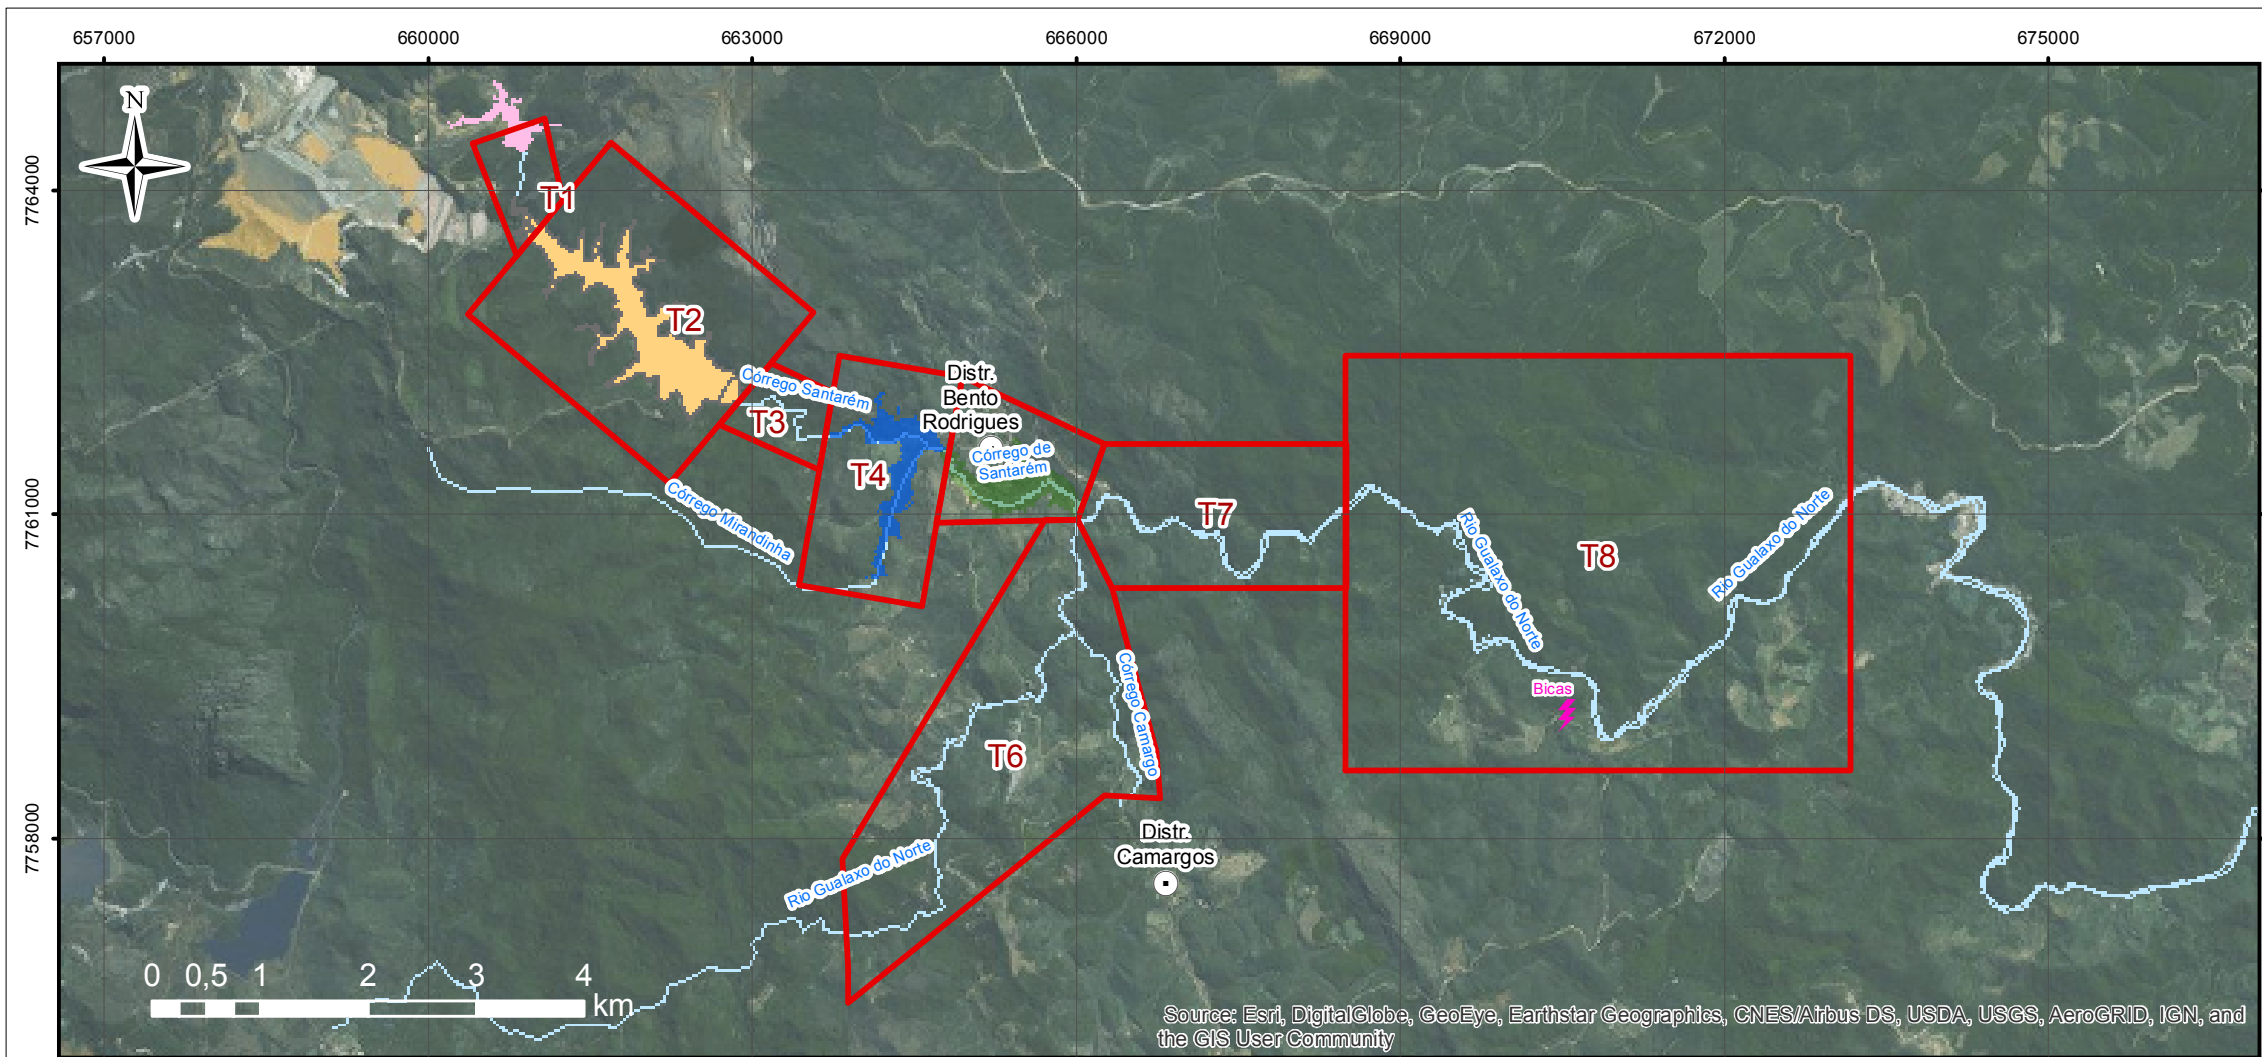 657000 660000 663000 666000 669000 672000 675000
7764000
7761000
7758000
N
T1
T2
Córrego Santarém
T3
T4
Distr.
Bento
Rodrigues
Córrego de
Santarém
Córrego Mirandinha
T7
T8
Rio Gualaxo do Norte
Rio Gualaxo do Norte
Bicas
Córrego Camargo
T6
Distr.
Camargos
Rio Gualaxo do Norte
0 0,5 1 2 3 4
km
Source: Esri, DigitalGlobe, GeoEye, Earthstar Geographics, CNES/Airbus DS, USDA, USGS, AeroGRID, IGN, and
the GIS User Community